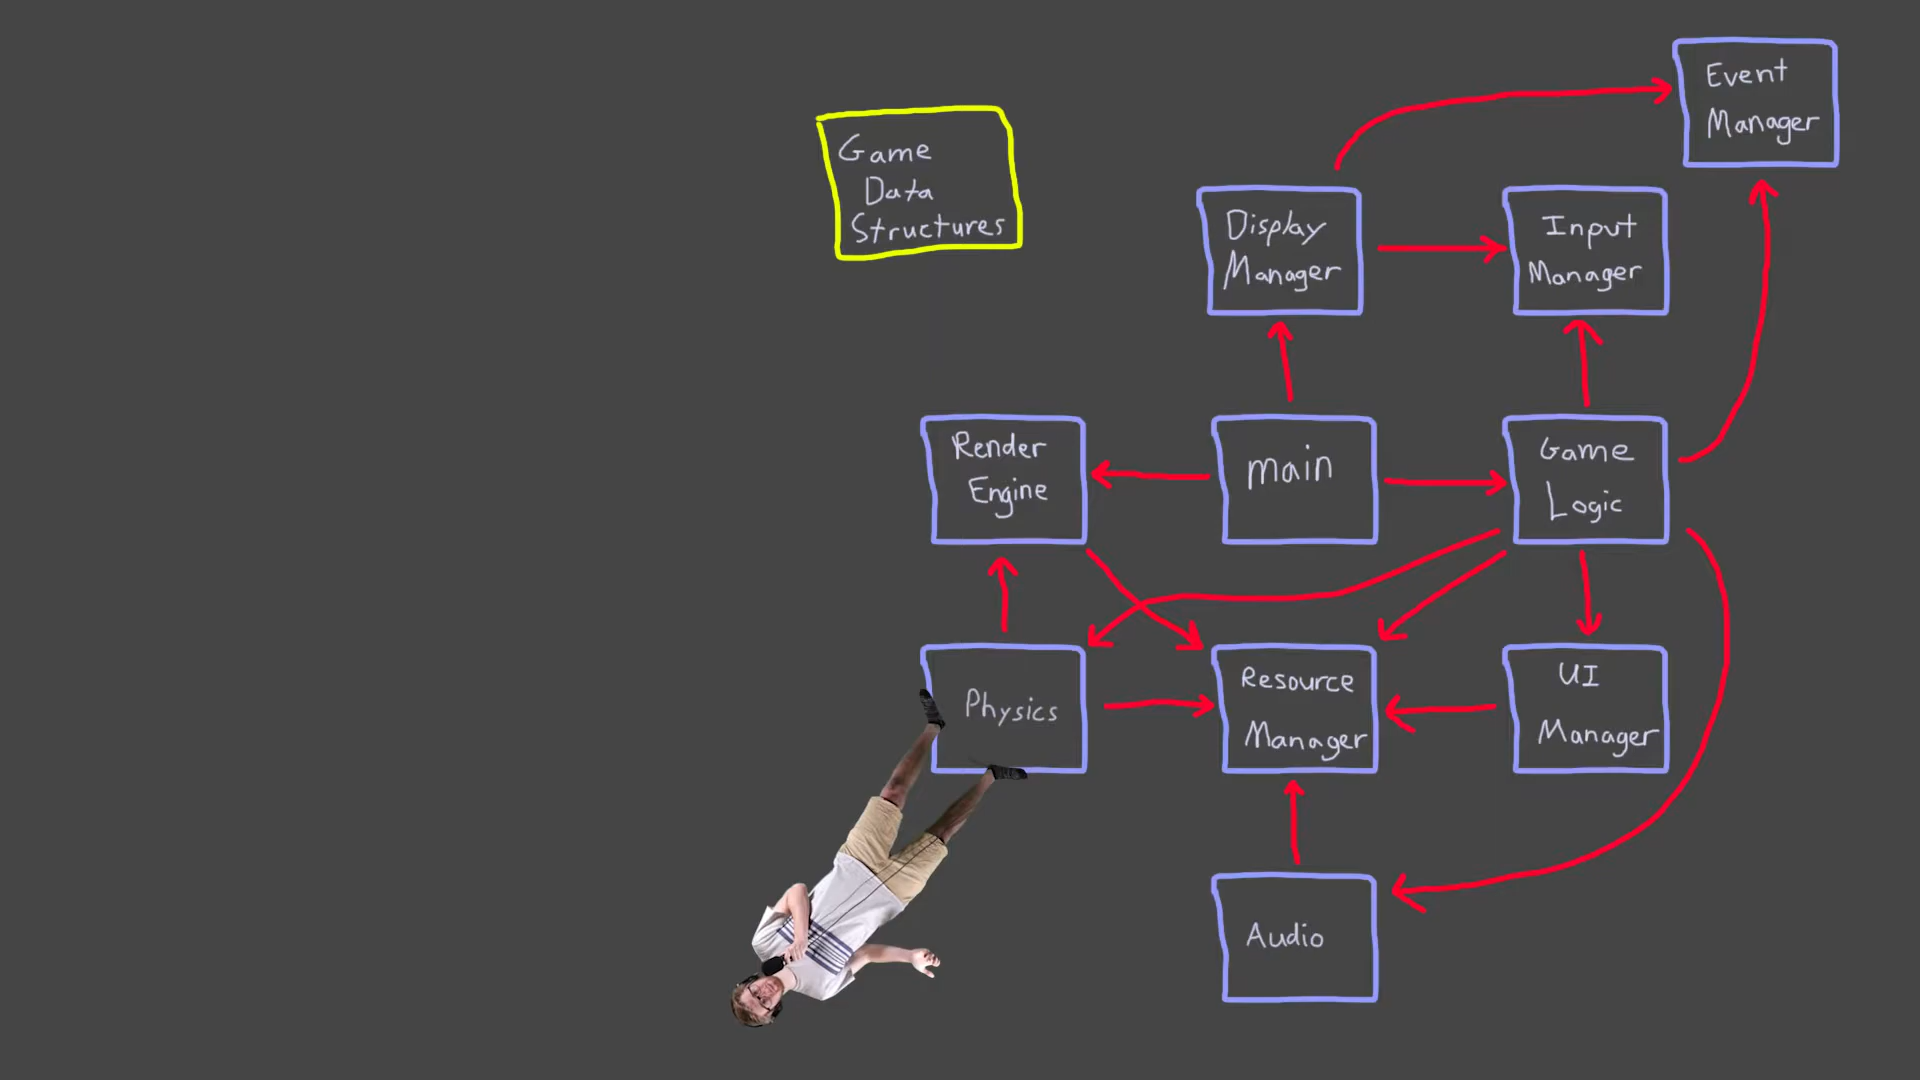 Event
Manager
Game
Data
Structures
Display
Manager
Input
Manager
Render
Engine
main
Game
Logic
Physics
Resource
Manager
UI
Manager
Audio